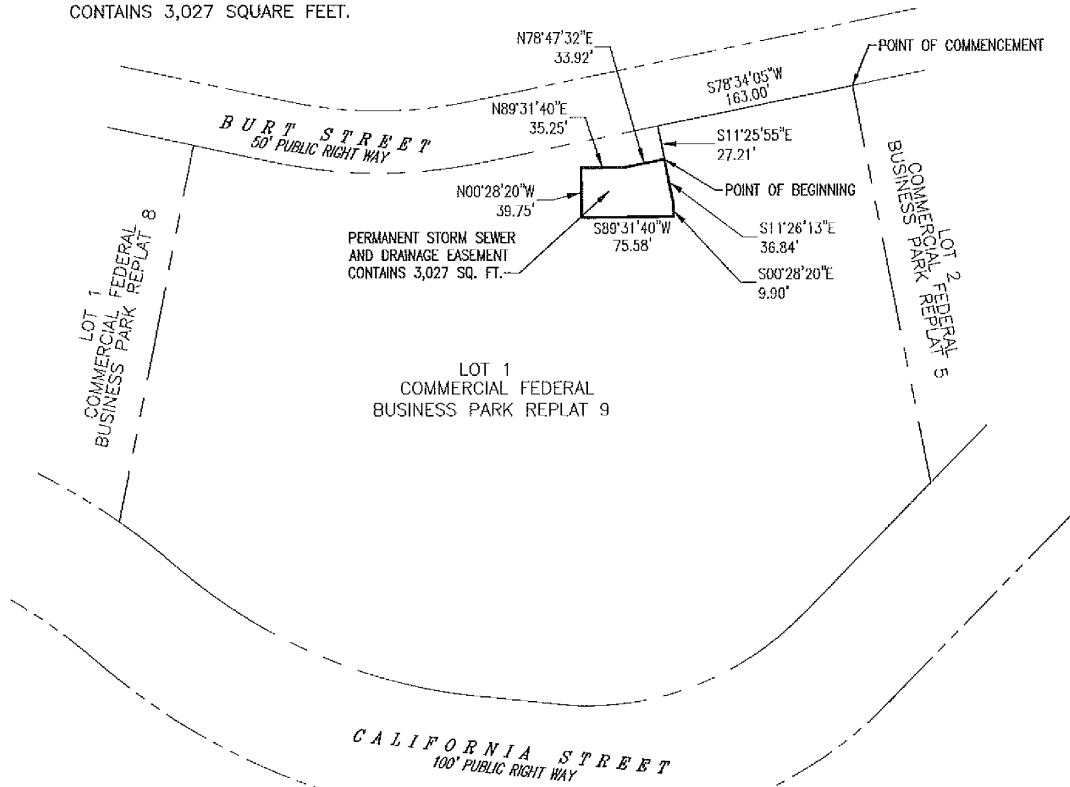 CONTAINS 3,027 SQUARE FEET.
N78°47'32"E
33.92'
POINT OF COMMENCEMENT
S78°34'05"W
163.00'
N89°31'40"E
35.25'
BURT STREET
50' PUBLIC RIGHT WAY
S11°25'55"E
27.21'
POINT OF BEGINNING
N00°28'20"W
39.75'
S89°31'40"W
75.58'
S11°26'13"E
36.84'
S00°28'20"E
9.90'
PERMANENT STORM SEWER
AND DRAINAGE EASEMENT
CONTAINS 3,027 SQ. FT.
LOT 1
COMMERCIAL FEDERAL
BUSINESS PARK REPLAT 8
LOT 2
COMMERCIAL FEDERAL
BUSINESS PARK REPLAT 5
LOT 1
COMMERCIAL FEDERAL
BUSINESS PARK REPLAT 9
CALIFORNIA STREET
100' PUBLIC RIGHT WAY